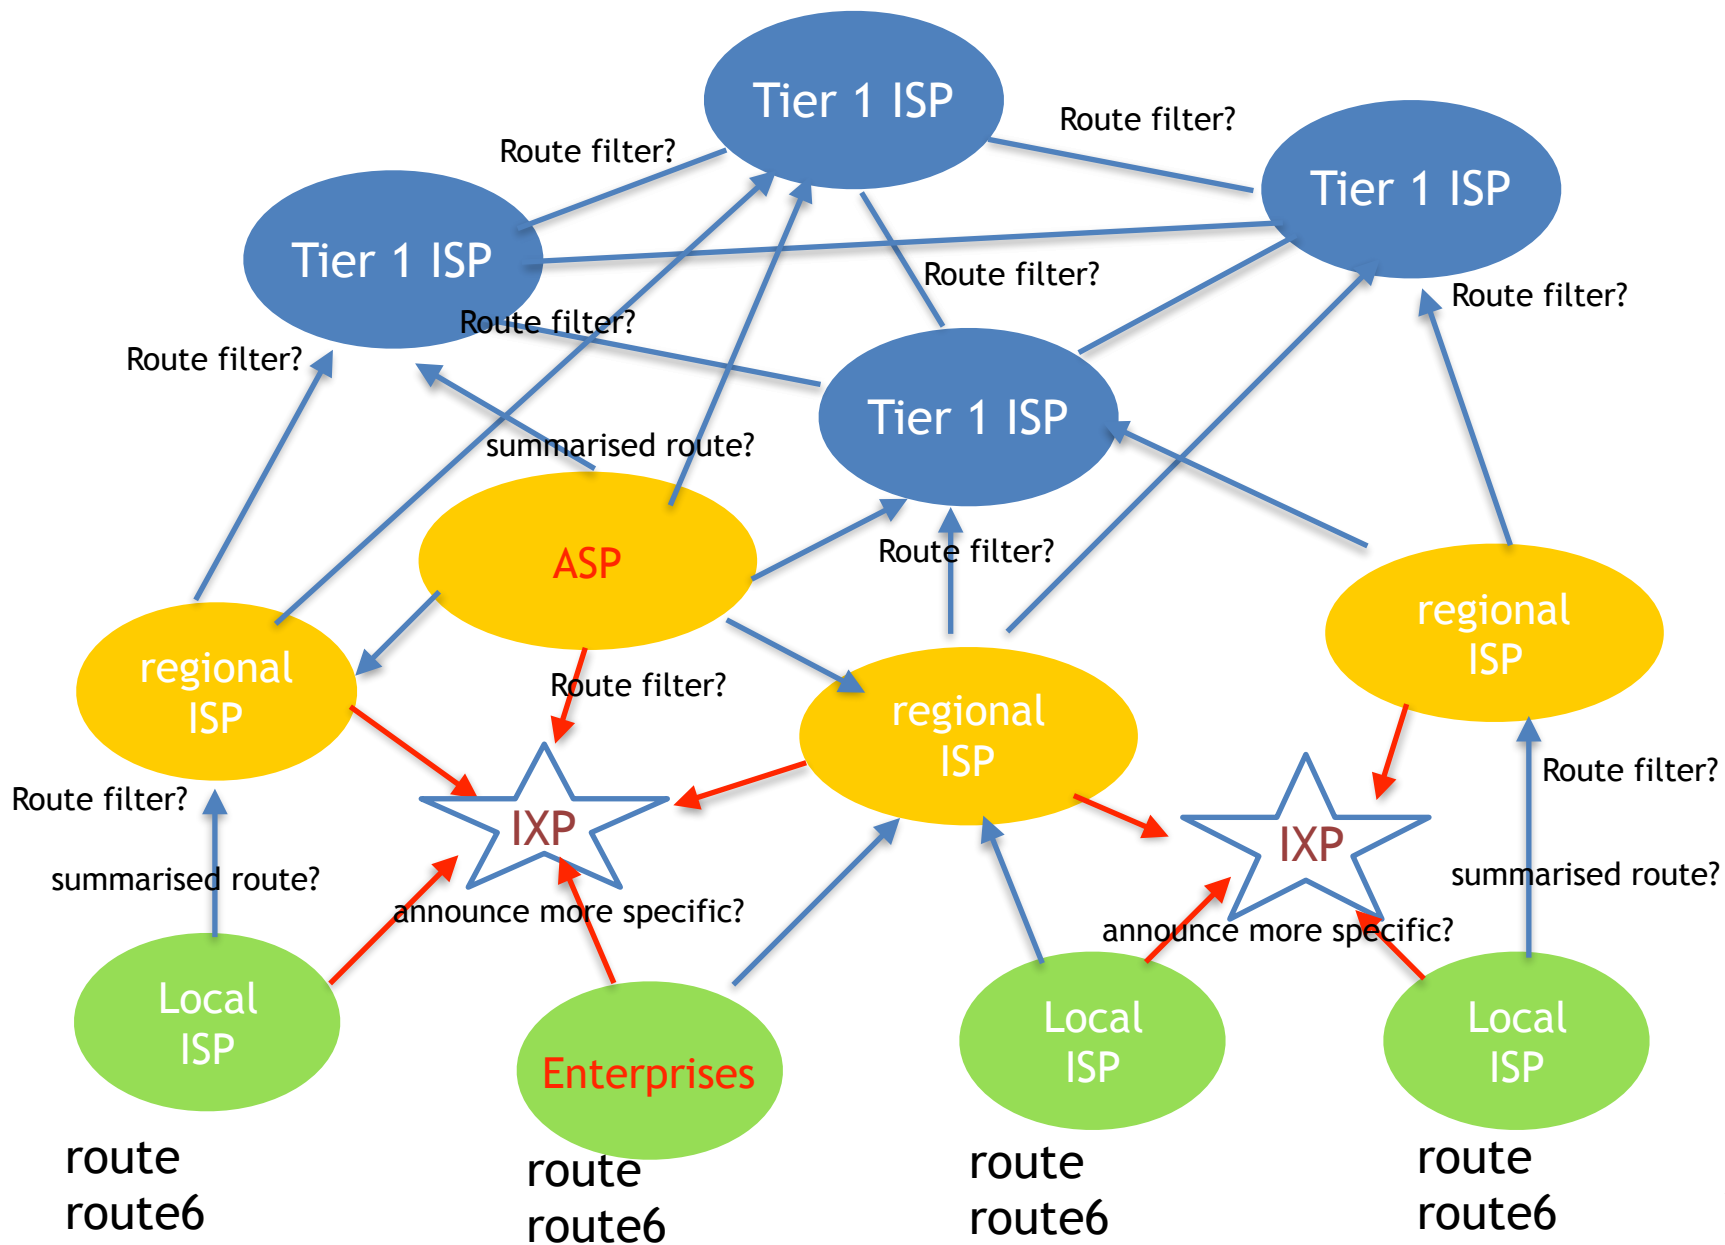 Tier 1 ISP
Route filter?
Route filter?
Tier 1 ISP
Tier 1 ISP
Route filter?
Route filter?
Route filter?
Route filter?
Tier 1 ISP
summarised route?
Route filter?
ASP
regional
ISP
regional
ISP
Route filter?
regional
ISP
Route filter?
Route filter?
IXP
IXP
summarised route?
summarised route?
announce more specific?
announce more specific?
Local
ISP
Enterprises
Local
ISP
Local
ISP
route
route6
route
route6
route
route6
route
route6